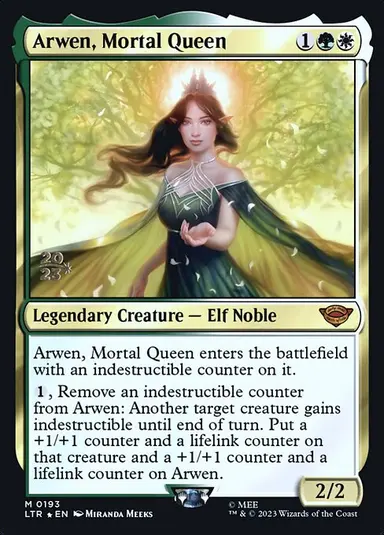 Arwen, Mortal Queen 1
20
23
Legendary Creature — Elf Noble
Arwen, Mortal Queen enters the battlefield
with an indestructible counter on it.
1, Remove an indestructible counter
from Arwen: Another target creature gains
indestructible until end of turn. Put a
+1/+1 counter and a lifelink counter on
that creature and a +1/+1 counter and a
lifelink counter on Arwen.
2/2
M 0193 © MEE
LTR ★ EN Miranda Meeks ™ & © 2023 Wizards of the Coast